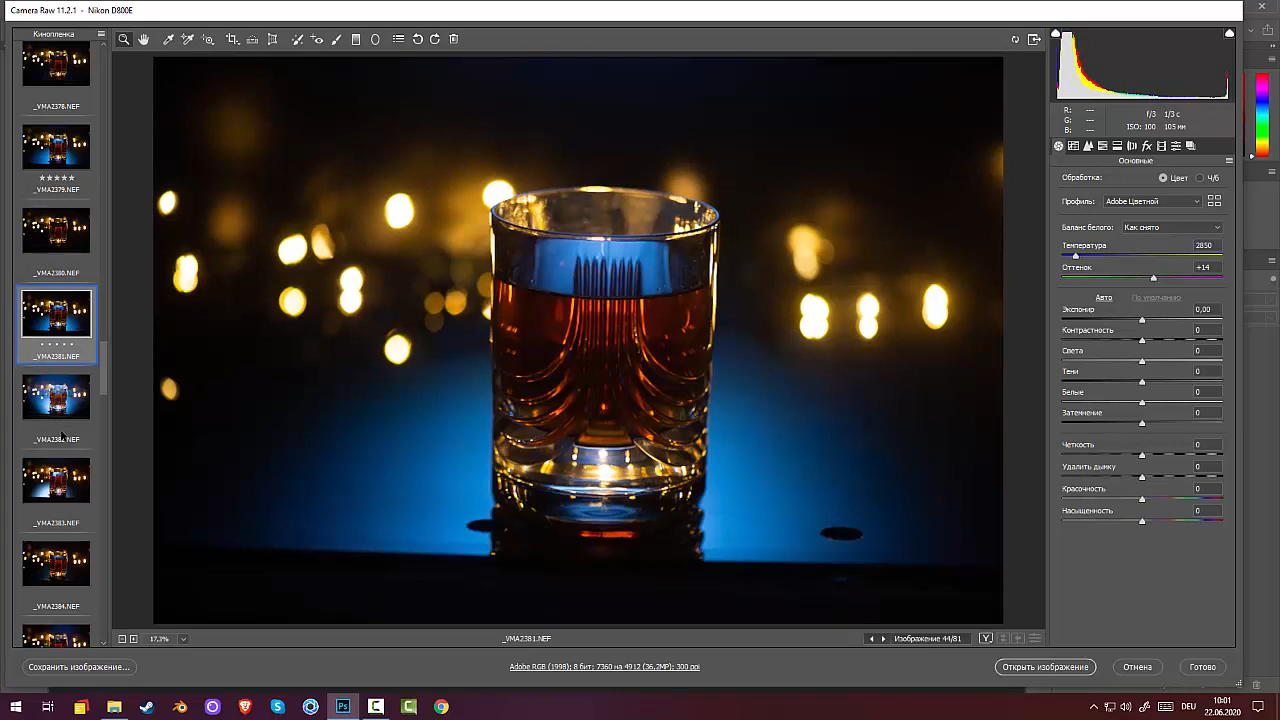 Camera Raw 11.2.1 - Nikon D800E
Кинопленка
_VMA2378.NEF
_VMA2379.NEF
_VMA2380.NEF
_VMA2381.NEF
_VMA2382.NEF
_VMA2383.NEF
_VMA2384.NEF
R: ---
G: ---
B: ---
f/3 1/3 с
ISO: 100 105 мм
Основные
Обработка: Цвет Ч/б
Профиль: Adobe Цветной
Баланс белого: Как снято
Температура 2850
Оттенок +14
Авто По умолчанию
Экспонир 0,00
Контрастность 0
Света 0
Тени 0
Белые 0
Затемнение 0
Четкость 0
Удалить дымку 0
Красочность 0
Насыщенность 0
17,3%
_VMA2381.NEF
Изображение 44/81
Y
Сохранить изображение...
Adobe RGB (1998); 8 бит; 7360 на 4912 (36,2МР); 300 ppi
Открыть изображение
Отмена
Готово
Ps
DEU
10:01
22.06.2020